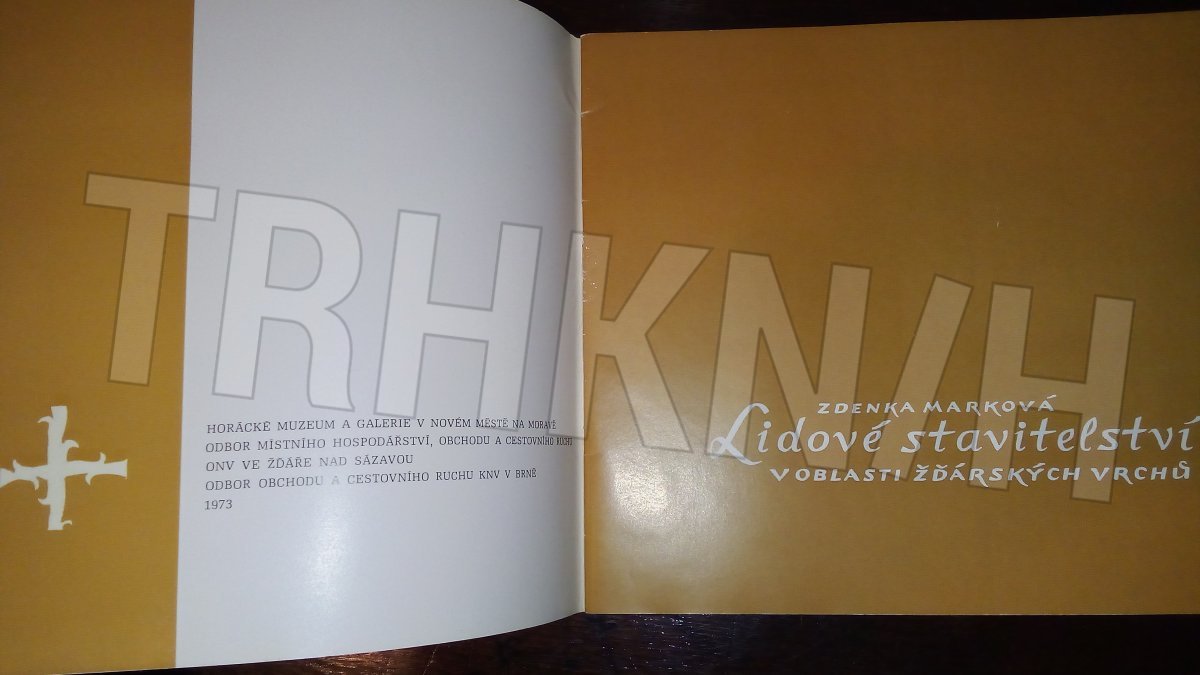 HORÁCKÉ MUZEUM A GALERIE V NOVÉM MĚSTĚ NA MORAVĚ
ODBOR MÍSTNÍHO HOSPODÁŘSTVÍ, OBCHODU A CESTOVNÍHO RUCHU
ONV VE ŽĎÁŘE NAD SÁZAVOU
ODBOR OBCHODU A CESTOVNÍHO RUCHU KNV V BRNĚ
1973
TRHKN/H
ZDENKA MARKOVÁ
Lidové stavitelství
V OBLASTI ŽĎÁRSKÝCH VRCHŮ